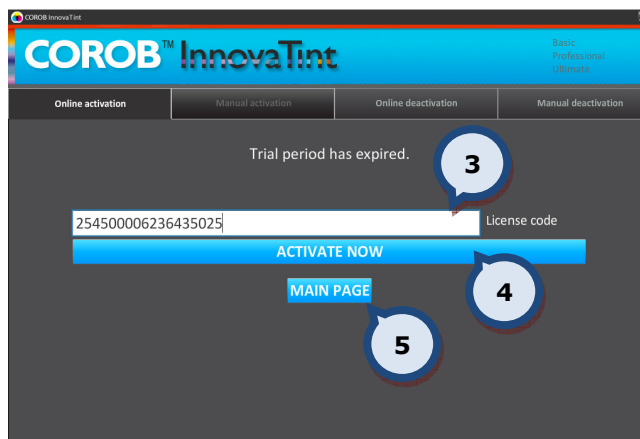 COROB InnovaTint
COROB™ InnovaTint
Basic
Professional
Ultimate
Online activation
Manual activation
Online deactivation
Manual deactivation
Trial period has expired.
3
254500006236435025
License code
ACTIVATE NOW
4
MAIN PAGE
5